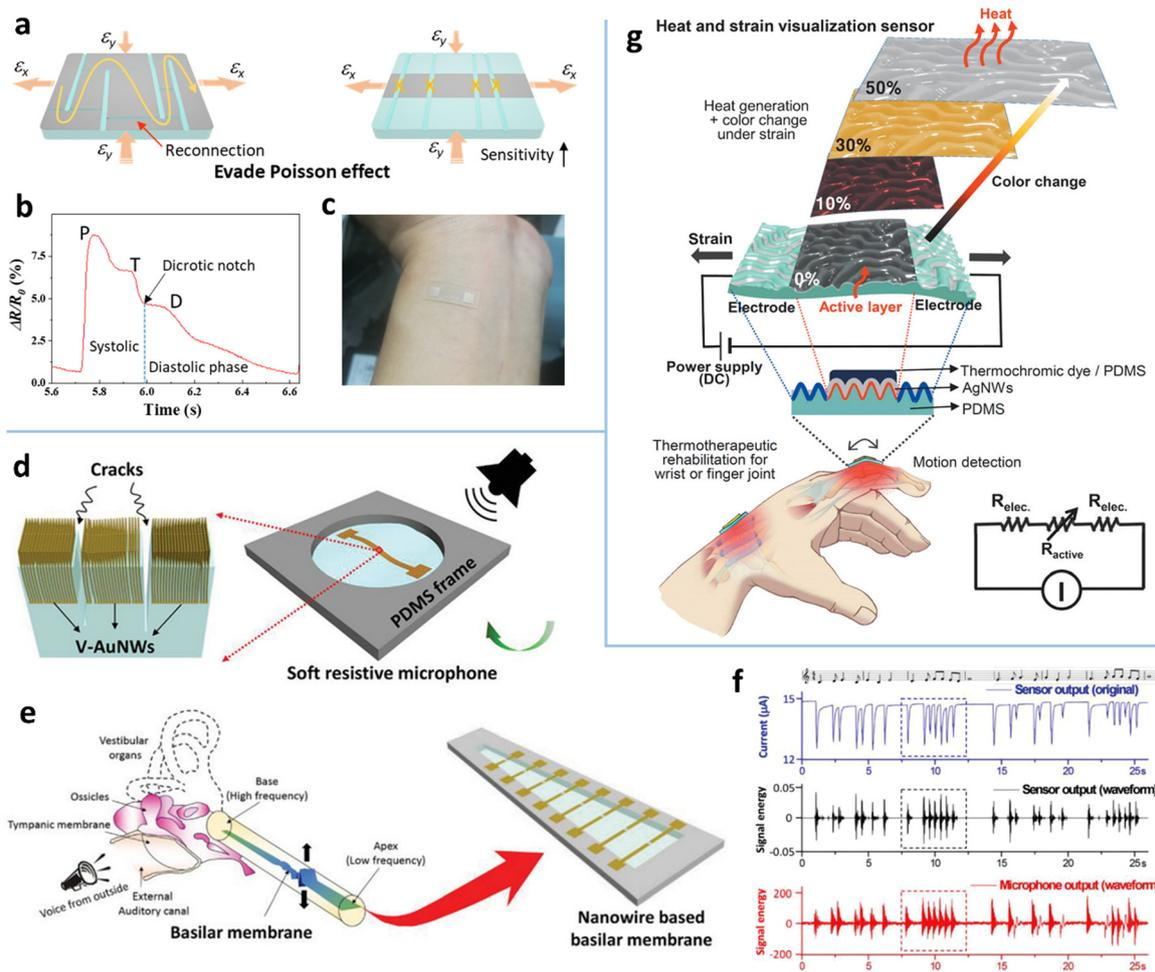 a
εy
εy
εx
εx
εx
εx
εy
Reconnection
εy
Sensitivity ↑
Evade Poisson effect
b
P
T
Dicrotic notch
D
Systolic
Diastolic phase
ΔR/R0 (%)
7.5
5.0
2.5
0.0
5.6
5.8
6.0
6.2
6.4
6.6
Time (s)
c
d
Cracks
V-AuNWs
PDMS frame
Soft resistive microphone
e
Vestibular
organs
Ossicles
Tympanic membrane
Voice from outside
External
Auditory canal
Base
(High frequency)
Apex
(Low frequency)
Basilar membrane
Nanowire based
basilar membrane
g
Heat and strain visualization sensor
Heat
50%
Heat generation
+ color change
under strain
30%
10%
Color change
Strain
0%
Electrode
Active layer
Electrode
Power supply
(DC)
Thermochromic dye / PDMS
AgNWs
PDMS
Thermotherapeutic
rehabilitation for
wrist or finger joint
Motion detection
Relec.
Relec.
Ractive
I
f
Sensor output (original)
Current (μA)
15
12
0
5
10
15
20
25s
Sensor output (waveform)
Signal energy
0.05
0
-0.05
0
5
10
15
20
25s
Microphone output (waveform)
Signal energy
200
0
-200
0
5
10
15
20
25s